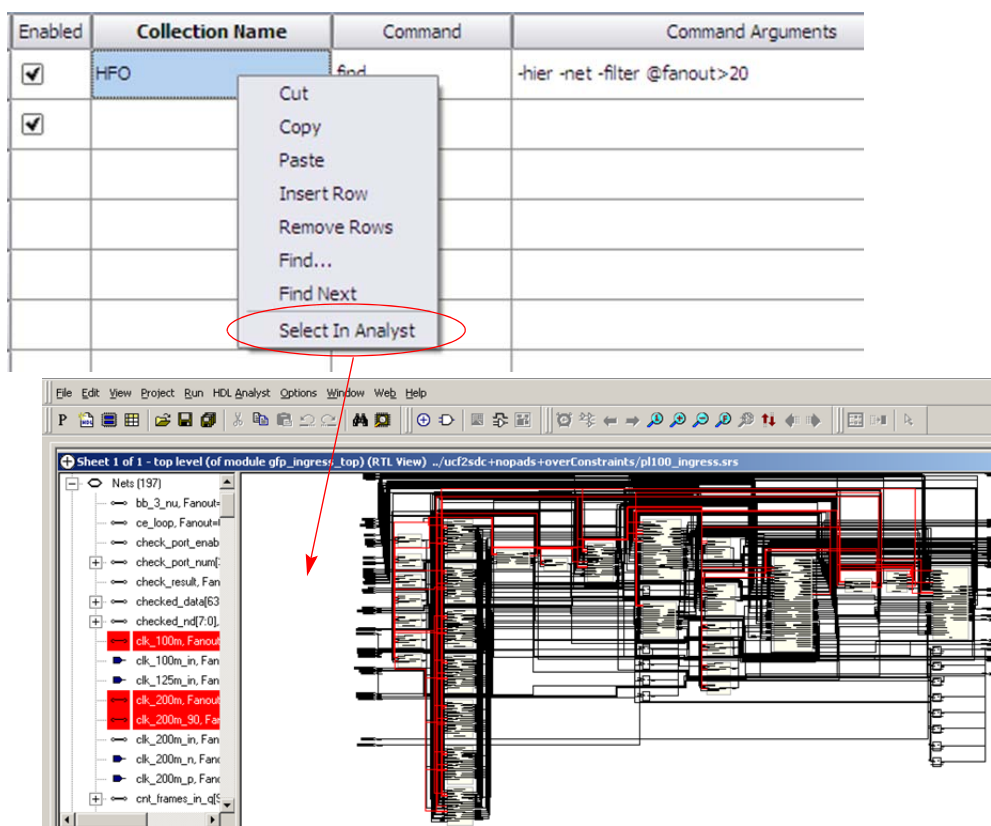 Enabled Collection Name Command Command Arguments
HFO find -hier -net -filter @fanout>20
Cut
Copy
Paste
Insert Row
Remove Rows
Find...
Find Next
Select In Analyst
File Edit View Project Run HDL Analyst Options Window Web Help
P
Sheet 1 of 1 - top level (of module gfp_ingress_top) (RTL View) ../ucf2sdc+nopads+overConstraints/pl100_ingress.srs
Nets (197)
bb_3_nu, Fanout=
ce_loop, Fanout=
check_port_enab
check_port_num[
check_result, Fan
checked_data[63
checked_nd[7:0],
clk_100m, Fanout
clk_100m_in, Fan
clk_125m_in, Fan
clk_200m, Fanout
clk_200m_90, Fan
clk_200m_in, Fan
clk_200m_n, Fano
clk_200m_p, Fano
cnt_frames_in_q[